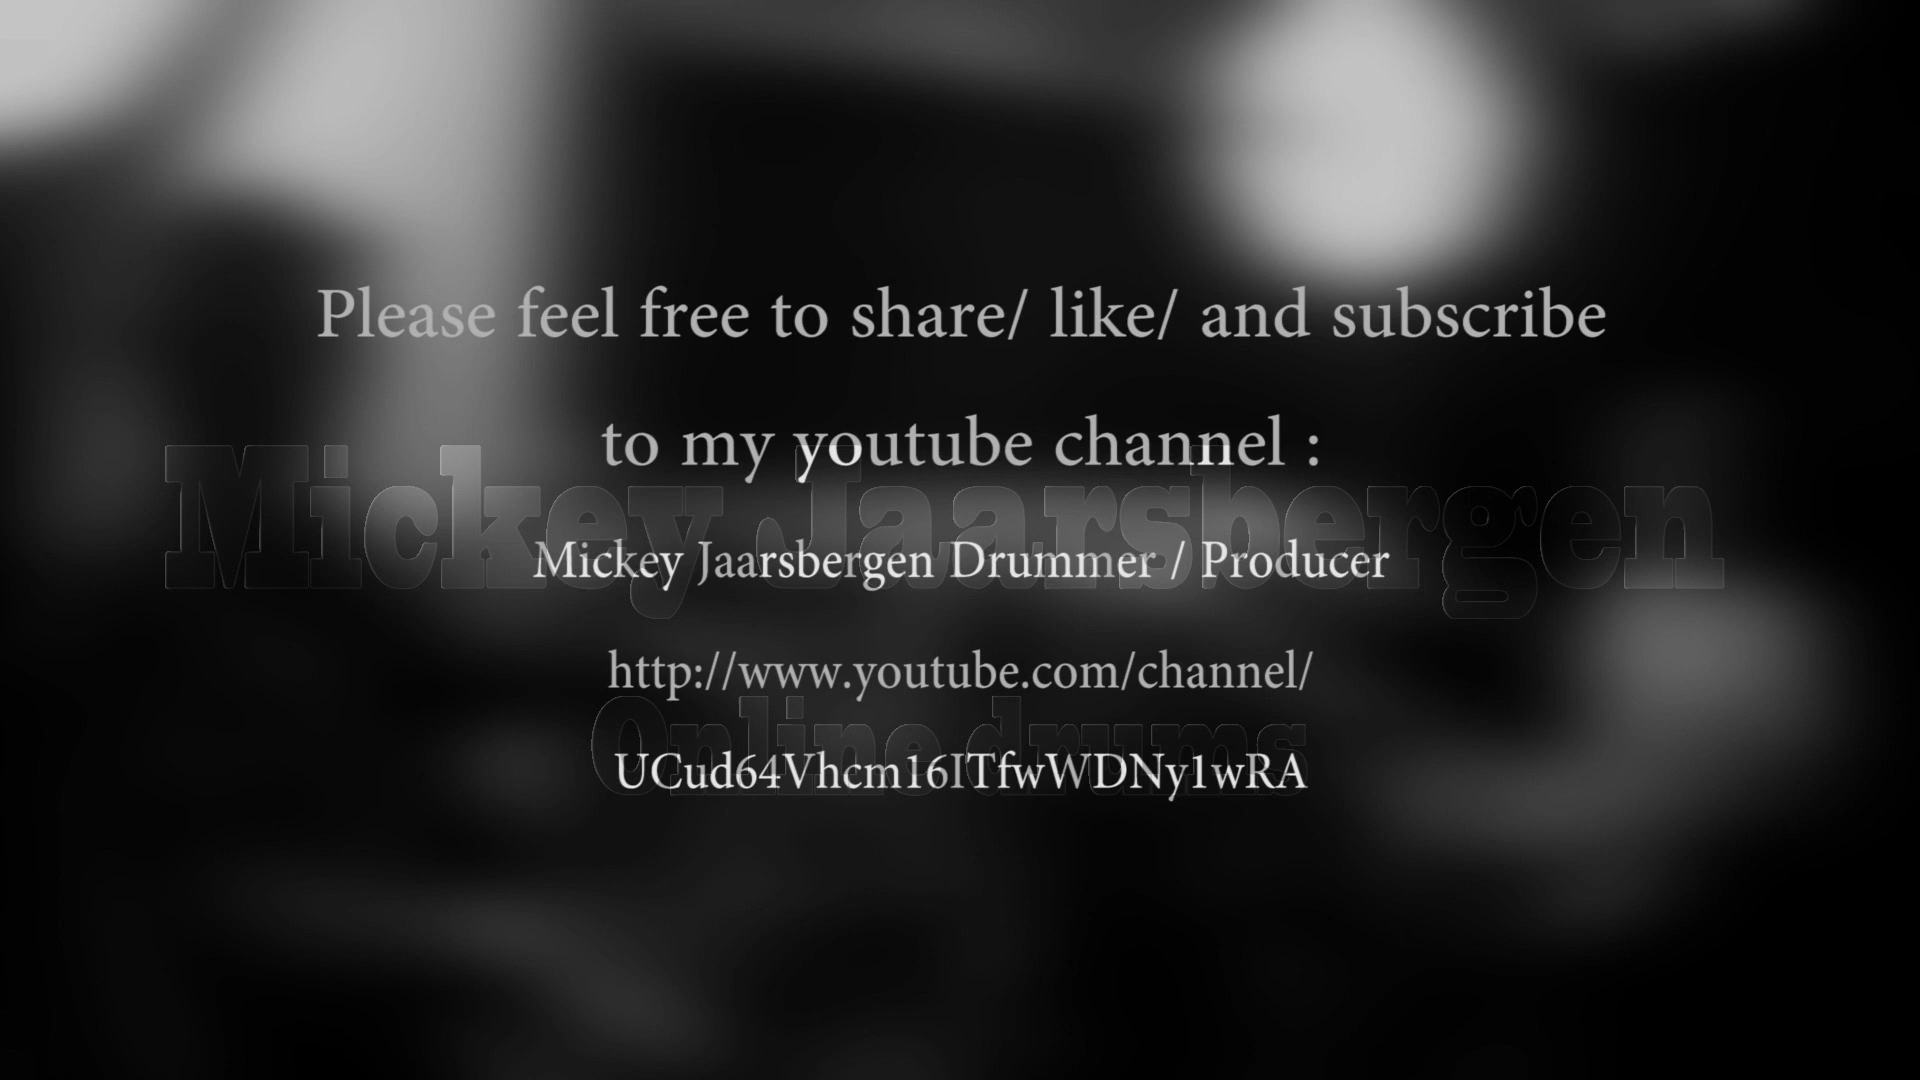 Please feel free to share/ like/ and subscribe
to my youtube channel :
Mickey Jaarsbergen
Mickey Jaarsbergen Drummer / Producer
http://www.youtube.com/channel/
Online drums
UCud64Vhcm16ITfwWDNy1wRA